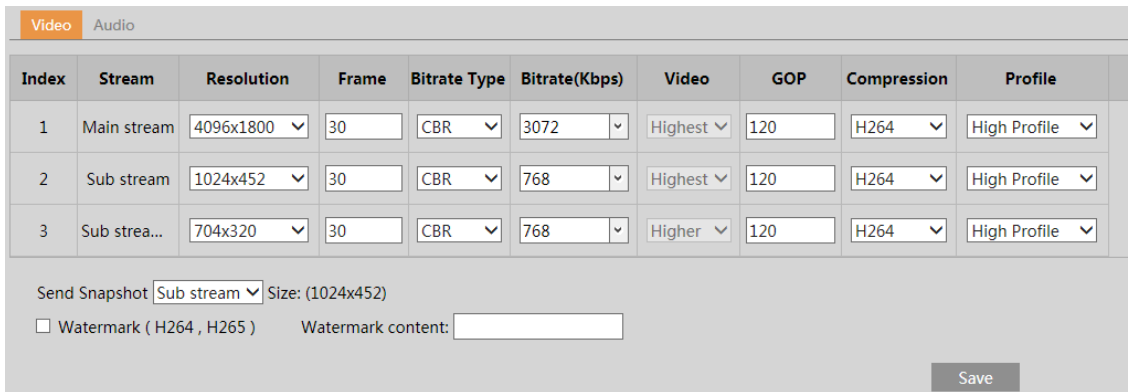 Video Audio
Index Stream Resolution Frame Bitrate Type Bitrate(Kbps) Video GOP Compression Profile
1 Main stream 4096x1800 30 CBR 3072 Highest 120 H264 High Profile
2 Sub stream 1024x452 30 CBR 768 Highest 120 H264 High Profile
3 Sub strea... 704x320 30 CBR 768 Higher 120 H264 High Profile
Send Snapshot Sub stream Size: (1024x452)
Watermark ( H264 , H265 ) Watermark content:
Save